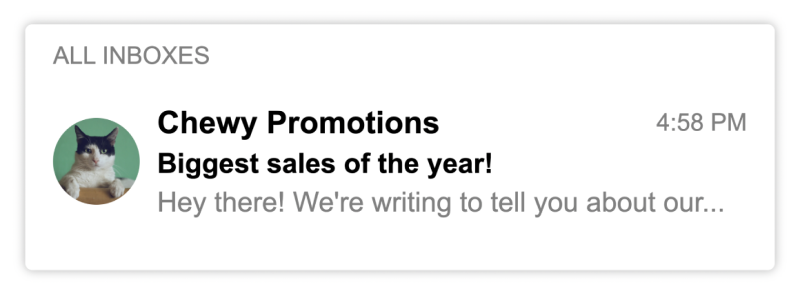 ALL INBOXES
Chewy Promotions 4:58 PM
Biggest sales of the year!
Hey there! We're writing to tell you about our...